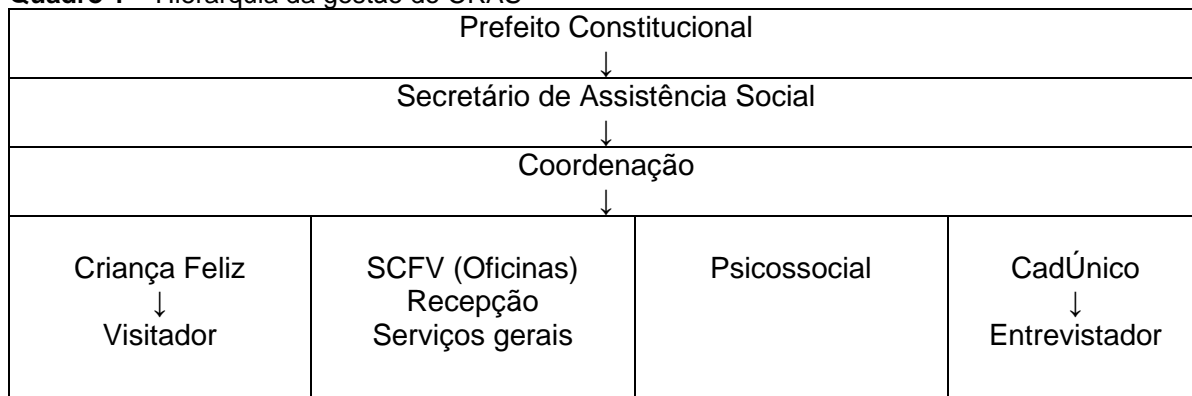 Quadro 1 - Hierarquia da gestão do CRAS
Prefeito Constitucional
↓
Secretário de Assistência Social
↓
Coordenação
↓
Criança Feliz
↓
Visitador
SCFV (Oficinas)
Recepção
Serviços gerais
Psicossocial
CadÚnico
↓
Entrevistador